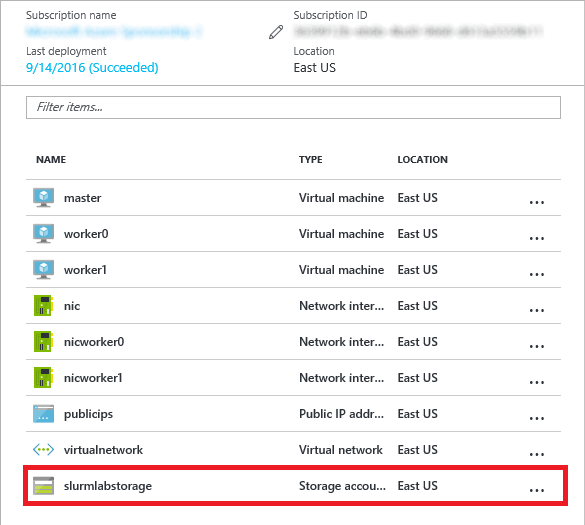 Subscription name Subscription ID
Last deployment Location
9/14/2016 (Succeeded) East US
Filter items...
NAME TYPE LOCATION
master Virtual machine East US ...
worker0 Virtual machine East US ...
worker1 Virtual machine East US ...
nic Network inter... East US ...
nicworker0 Network inter... East US ...
nicworker1 Network inter... East US ...
publicips Public IP addr... East US ...
virtualnetwork Virtual network East US ...
slurmlabstorage Storage accou... East US ...